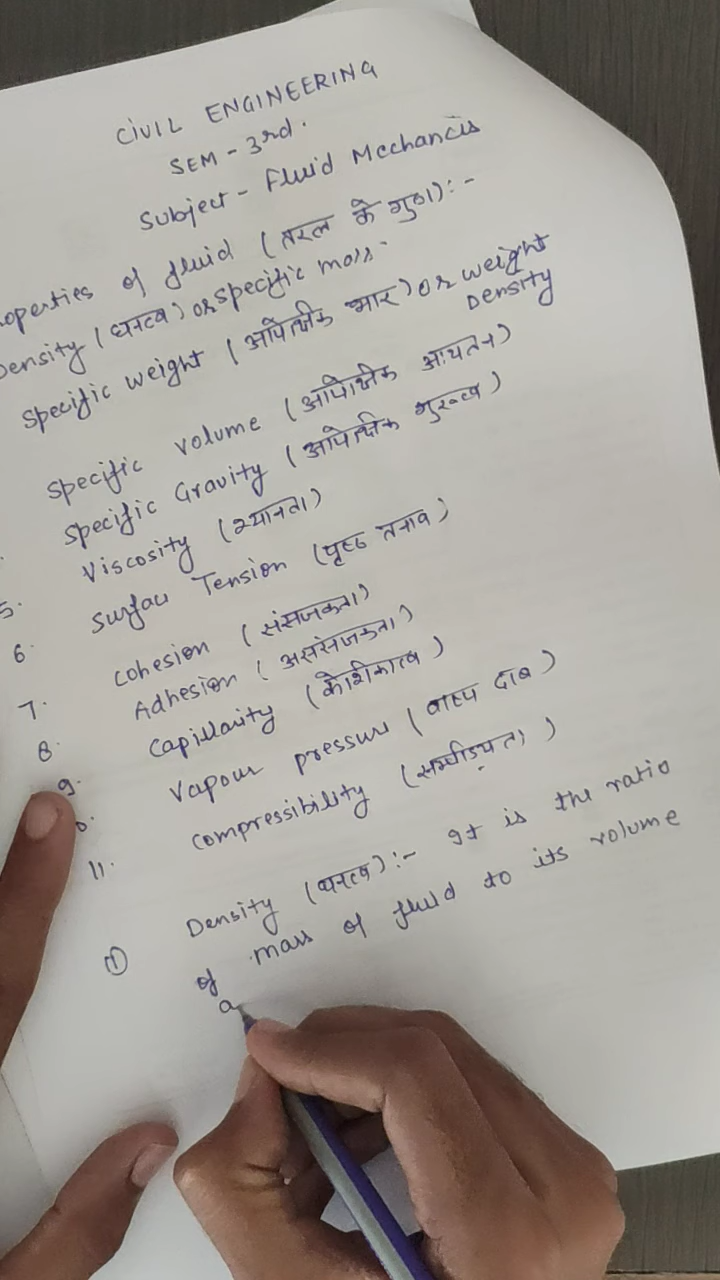 CIVIL ENGINEERING
SEM - 3rd.
Subject - Fluid Mechanics
operties of fluid (तरल के गुण):-
Density (घनत्व) or specific mass.
Specific weight (आपेक्षिक भार) or weight
Density
Specific volume (आपेक्षिक आयतन)
Specific Gravity (आपेक्षिक गुरूत्व)
5. Viscosity (श्यानता)
6. Surface Tension (पृष्ठ तनाव)
7. Cohesion (संसंजकता)
8. Adhesion (अससंजकता)
9. Capillarity (केशिकात्व)
0. Vapour pressure (वाष्प दाब)
11. compressibility (सम्पीड्यता)
① Density (घनत्व):- It is the ratio
of mass of fluid to its volume
a